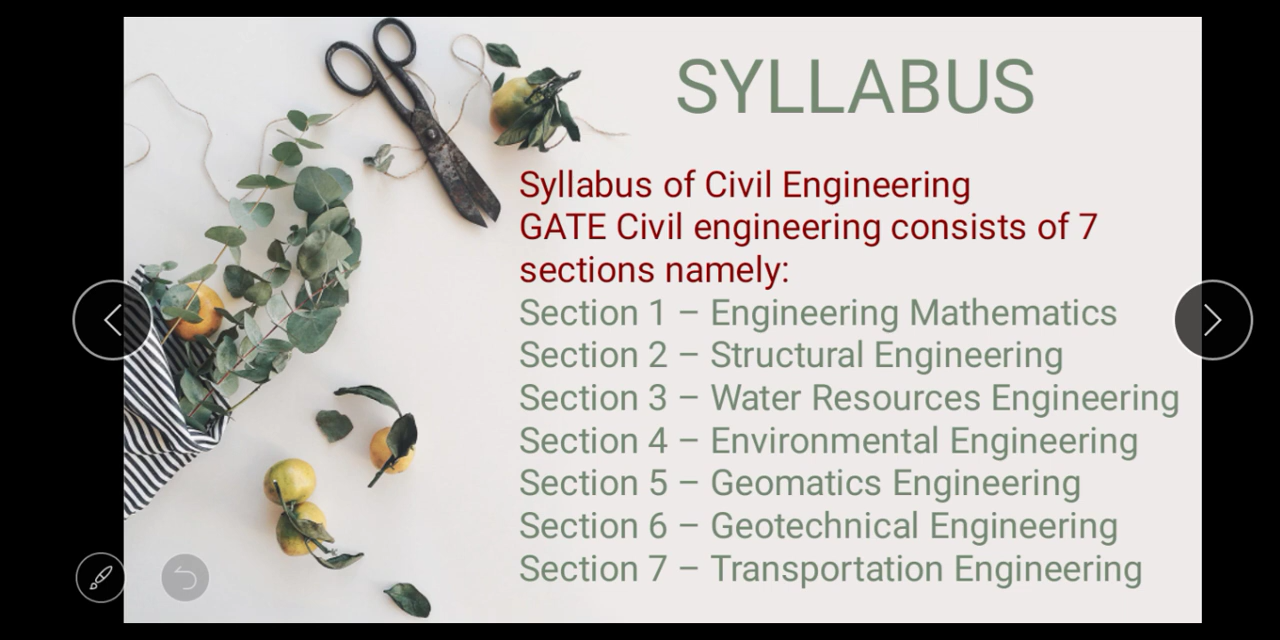 SYLLABUS
Syllabus of Civil Engineering
GATE Civil engineering consists of 7
sections namely:
Section 1 – Engineering Mathematics
Section 2 – Structural Engineering
Section 3 – Water Resources Engineering
Section 4 – Environmental Engineering
Section 5 – Geomatics Engineering
Section 6 – Geotechnical Engineering
Section 7 – Transportation Engineering